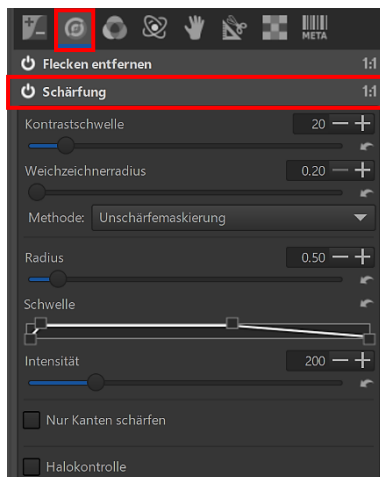 META
Flecken entfernen 1:1
Schärfung 1:1
Kontrastschwelle 20
Weichzeichnerradius 0.20
Methode: Unschärfemaskierung
Radius 0.50
Schwelle
Intensität 200
Nur Kanten schärfen
Halokontrolle